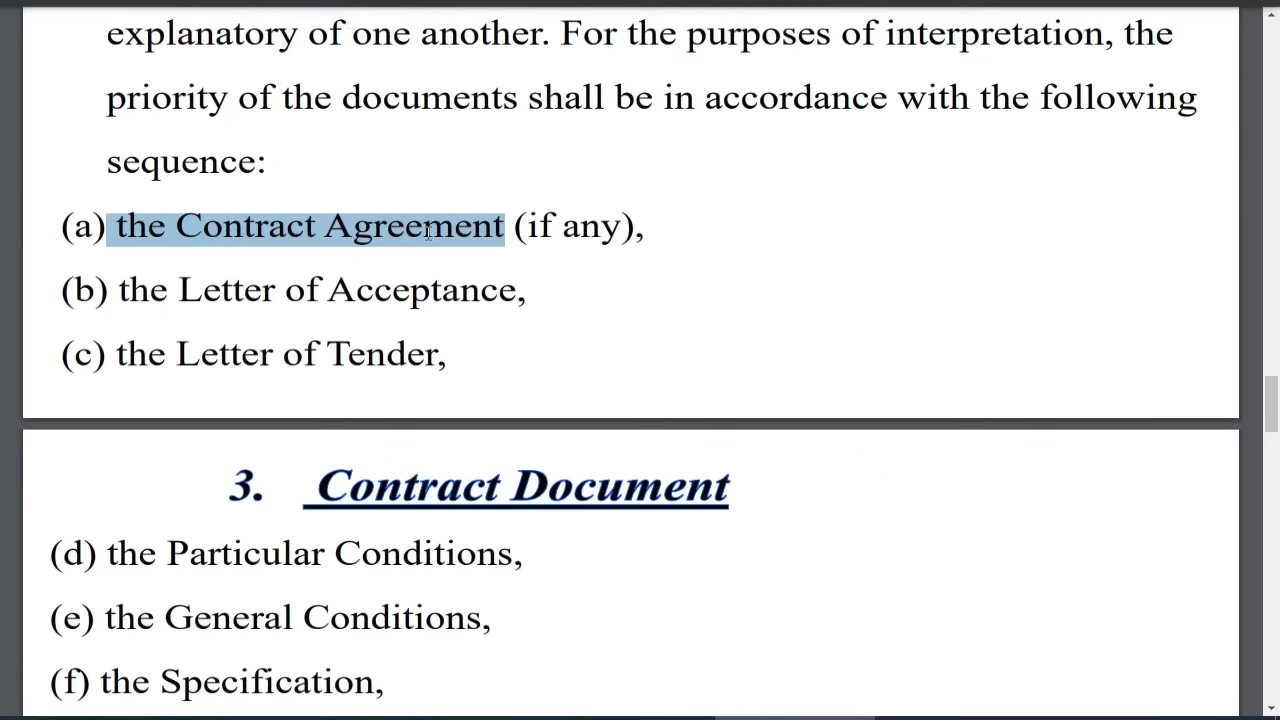 explanatory of one another. For the purposes of interpretation, the
priority of the documents shall be in accordance with the following
sequence:
(a) the Contract Agreement (if any),
(b) the Letter of Acceptance,
(c) the Letter of Tender,
3. Contract Document
(d) the Particular Conditions,
(e) the General Conditions,
(f) the Specification,